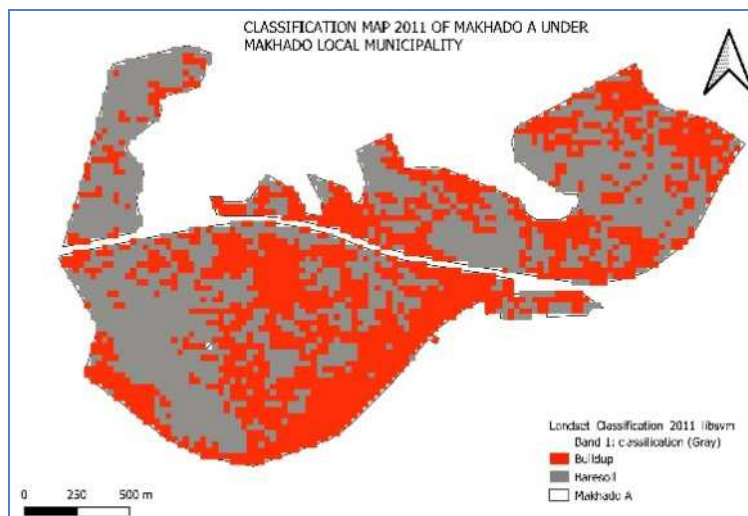 CLASSIFICATION MAP 2011 OF MAKHADO A UNDER
MAKHADO LOCAL MUNICIPALITY
Landsat Classification 2011 libsvm
Band 1: classification (Gray)
Buildup
Baresoil
Makhado A
0 250 500 m